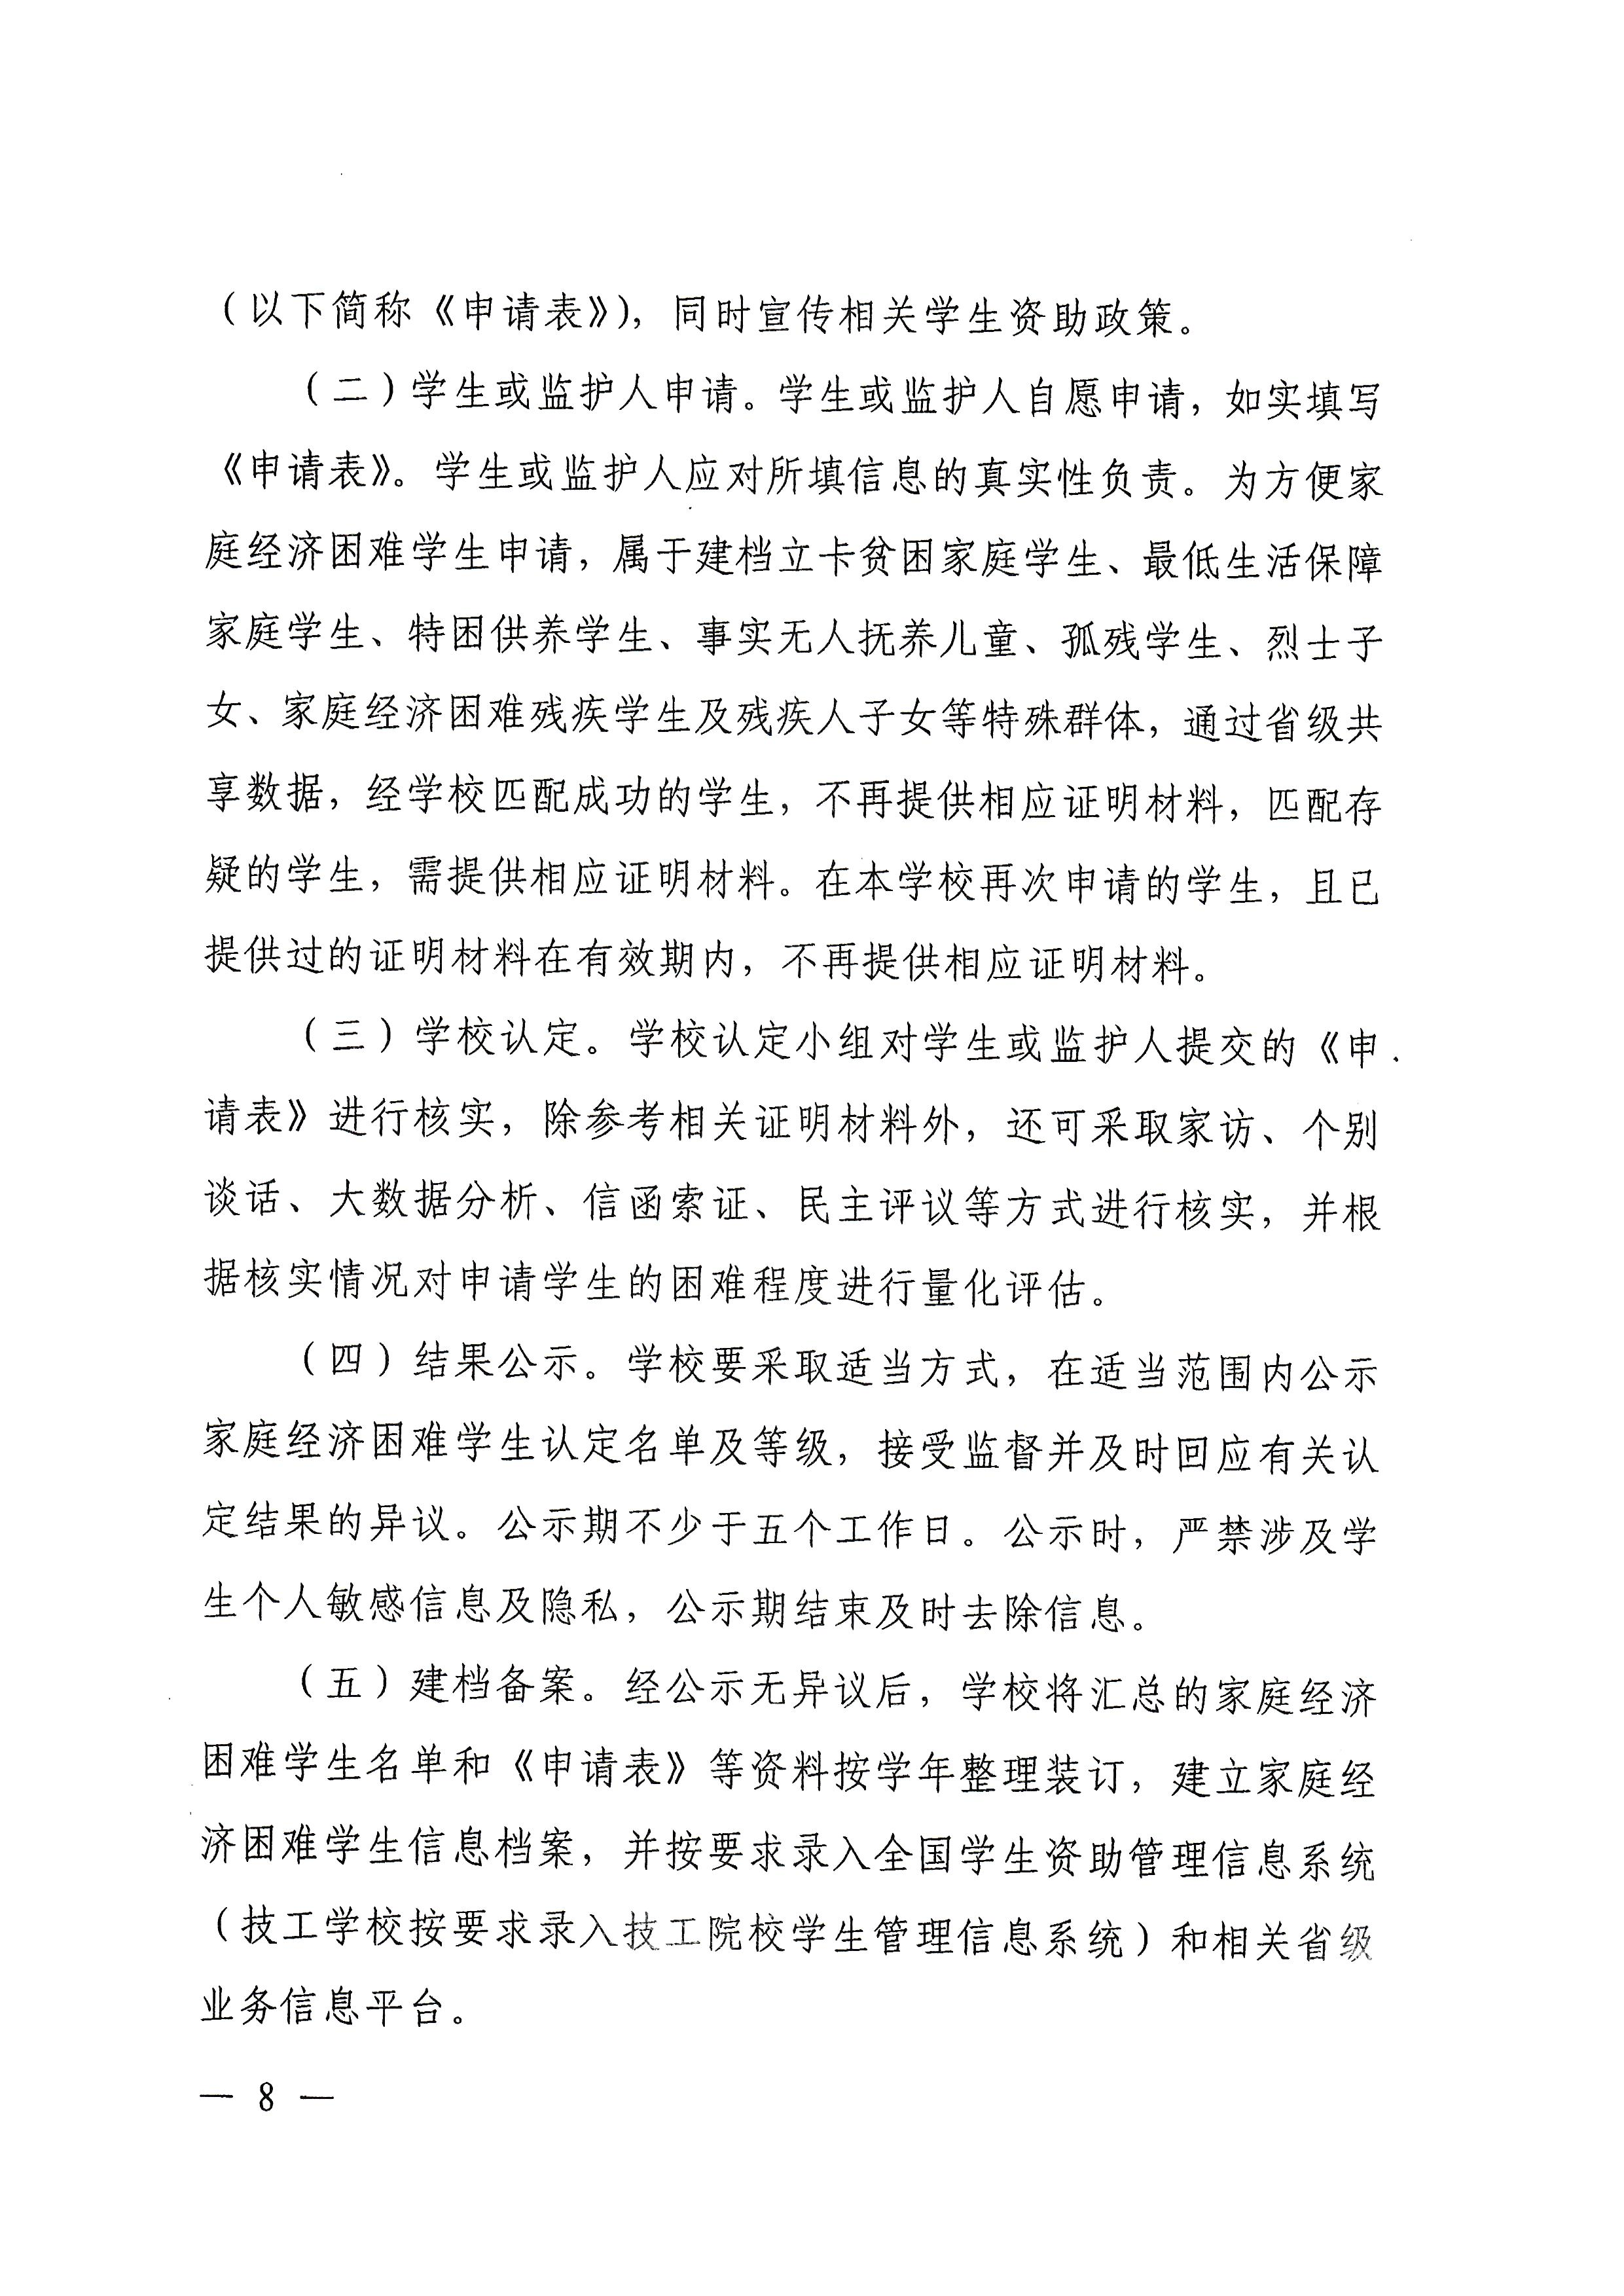 （以下简称《申请表》），同时宣传相关学生资助政策。
（二）学生或监护人申请。学生或监护人自愿申请，如实填写
《申请表》。学生或监护人应对所填信息的真实性负责。为方便家
庭经济困难学生申请，属于建档立卡贫困家庭学生、最低生活保障
家庭学生、特困供养学生、事实无人抚养儿童、孤残学生、烈士子
女、家庭经济困难残疾学生及残疾人子女等特殊群体，通过省级共
享数据，经学校匹配成功的学生，不再提供相应证明材料，匹配存
疑的学生，需提供相应证明材料。在本学校再次申请的学生，且已
提供过的证明材料在有效期内，不再提供相应证明材料。
（三）学校认定。学校认定小组对学生或监护人提交的《申
请表》进行核实，除参考相关证明材料外，还可采取家访、个别
谈话、大数据分析、信函索证、民主评议等方式进行核实，并根
据核实情况对申请学生的困难程度进行量化评估。
（四）结果公示。学校要采取适当方式，在适当范围内公示
家庭经济困难学生认定名单及等级，接受监督并及时回应有关认
定结果的异议。公示期不少于五个工作日。公示时，严禁涉及学
生个人敏感信息及隐私，公示期结束及时去除信息。
（五）建档备案。经公示无异议后，学校将汇总的家庭经济
困难学生名单和《申请表》等资料按学年整理装订，建立家庭经
济困难学生信息档案，并按要求录入全国学生资助管理信息系统
（技工学校按要求录入技工院校学生管理信息系统）和相关省级
业务信息平台。
— 8 —